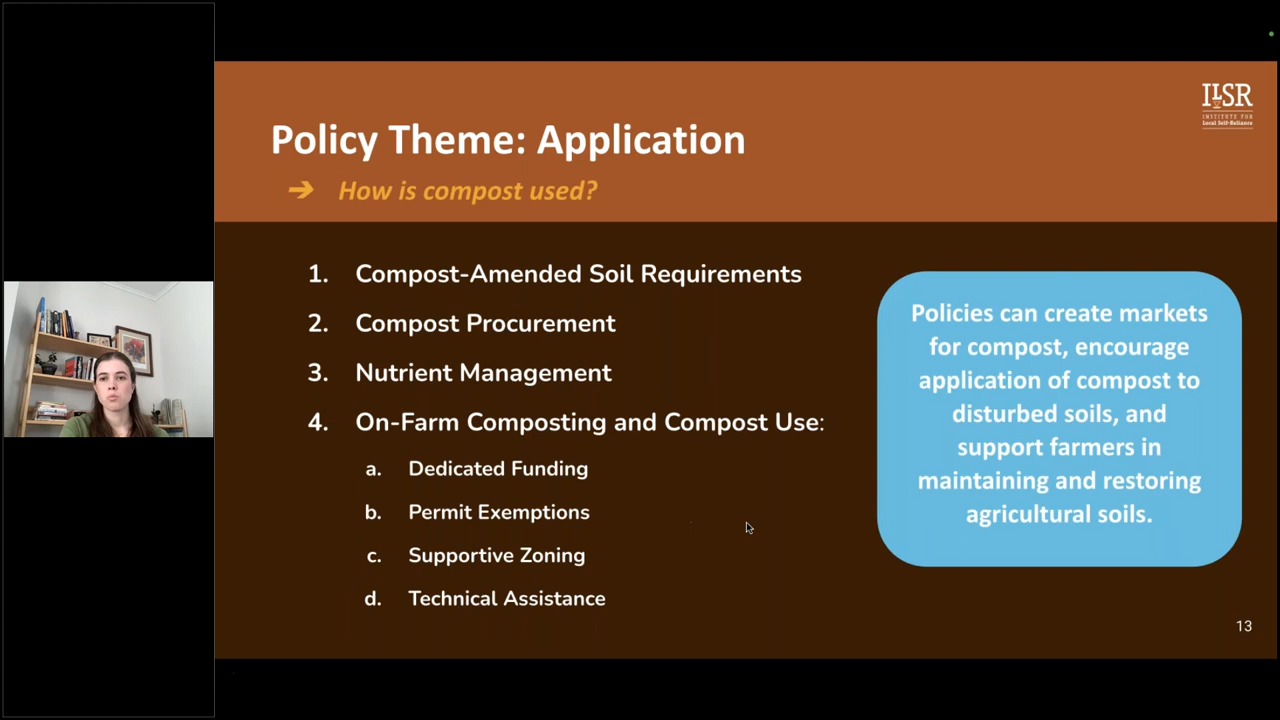 ILSR
INSTITUTE FOR
Local Self-Reliance
Policy Theme: Application
➔ How is compost used?
1. Compost-Amended Soil Requirements
2. Compost Procurement
3. Nutrient Management
4. On-Farm Composting and Compost Use:
a. Dedicated Funding
b. Permit Exemptions
c. Supportive Zoning
d. Technical Assistance
Policies can create markets
for compost, encourage
application of compost to
disturbed soils, and
support farmers in
maintaining and restoring
agricultural soils.
13